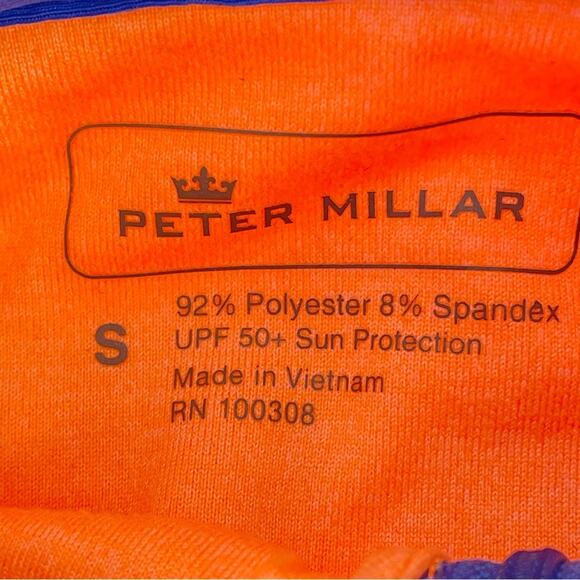 PETER MILLAR
S
92% Polyester 8% Spandex
UPF 50+ Sun Protection
Made in Vietnam
RN 100308